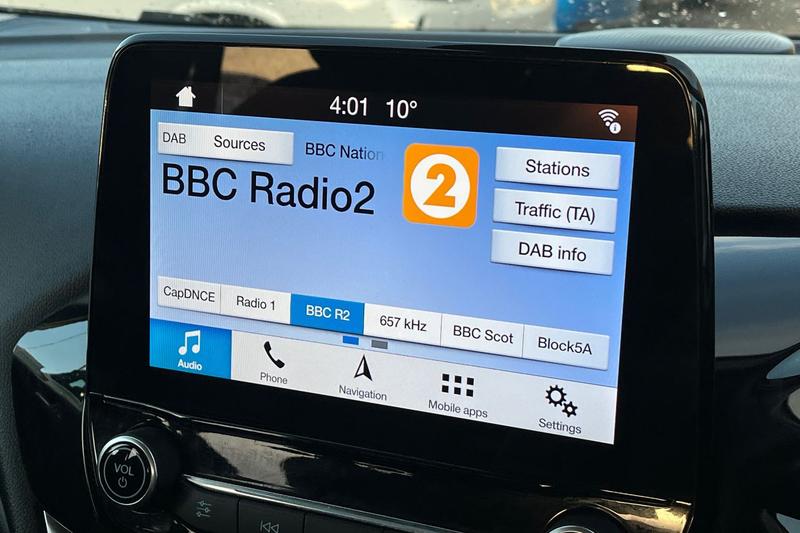 4:01 10°
DAB Sources BBC Nation
BBC Radio2
2
Stations
Traffic (TA)
DAB info
CapDNCE Radio 1 BBC R2 657 kHz BBC Scot Block5A
Audio Phone Navigation Mobile apps Settings
VOL